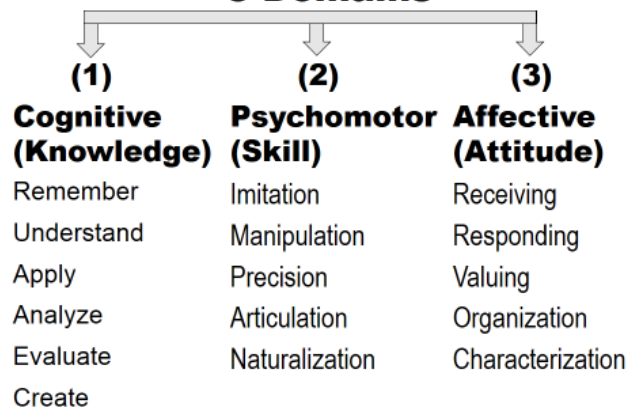 Domains
(1)
Cognitive
(Knowledge)
Remember
Understand
Apply
Analyze
Evaluate
Create
(2)
Psychomotor
(Skill)
Imitation
Manipulation
Precision
Articulation
Naturalization
(3)
Affective
(Attitude)
Receiving
Responding
Valuing
Organization
Characterization